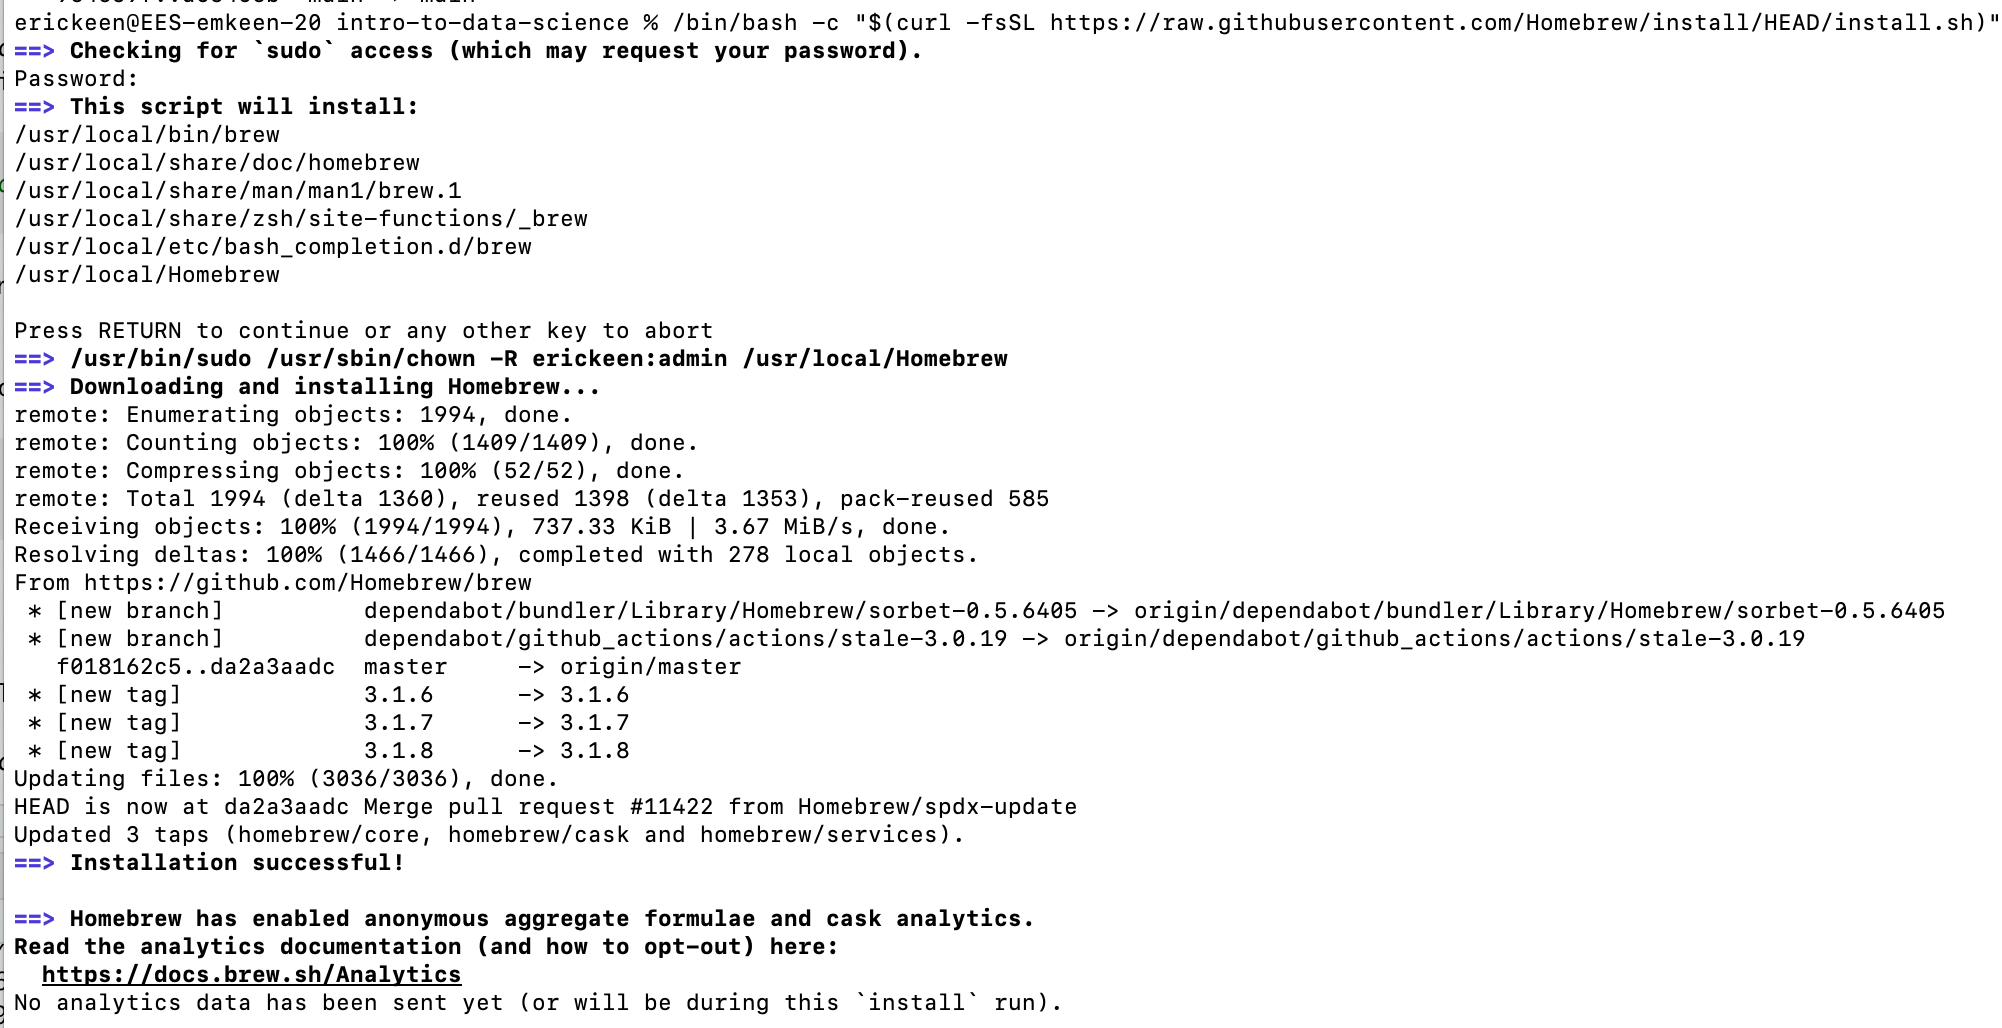 erickeen@EES-emkeen-20 intro-to-data-science % /bin/bash -c "$(curl -fsSL https://raw.githubusercontent.com/Homebrew/install/HEAD/install.sh)"
==> Checking for `sudo` access (which may request your password).
Password:
==> This script will install:
/usr/local/bin/brew
/usr/local/share/doc/homebrew
/usr/local/share/man/man1/brew.1
/usr/local/share/zsh/site-functions/_brew
/usr/local/etc/bash_completion.d/brew
/usr/local/Homebrew

Press RETURN to continue or any other key to abort
==> /usr/bin/sudo /usr/sbin/chown -R erickeen:admin /usr/local/Homebrew
==> Downloading and installing Homebrew...
remote: Enumerating objects: 1994, done.
remote: Counting objects: 100% (1409/1409), done.
remote: Compressing objects: 100% (52/52), done.
remote: Total 1994 (delta 1360), reused 1398 (delta 1353), pack-reused 585
Receiving objects: 100% (1994/1994), 737.33 KiB | 3.67 MiB/s, done.
Resolving deltas: 100% (1466/1466), completed with 278 local objects.
From https://github.com/Homebrew/brew
 * [new branch]          dependabot/bundler/Library/Homebrew/sorbet-0.5.6405 -> origin/dependabot/bundler/Library/Homebrew/sorbet-0.5.6405
 * [new branch]          dependabot/github_actions/actions/stale-3.0.19 -> origin/dependabot/github_actions/actions/stale-3.0.19
   f018162c5..da2a3aadc  master     -> origin/master
 * [new tag]             3.1.6      -> 3.1.6
 * [new tag]             3.1.7      -> 3.1.7
 * [new tag]             3.1.8      -> 3.1.8
Updating files: 100% (3036/3036), done.
HEAD is now at da2a3aadc Merge pull request #11422 from Homebrew/spdx-update
Updated 3 taps (homebrew/core, homebrew/cask and homebrew/services).
==> Installation successful!

==> Homebrew has enabled anonymous aggregate formulae and cask analytics.
Read the analytics documentation (and how to opt-out) here:
  https://docs.brew.sh/Analytics
No analytics data has been sent yet (or will be during this `install` run).